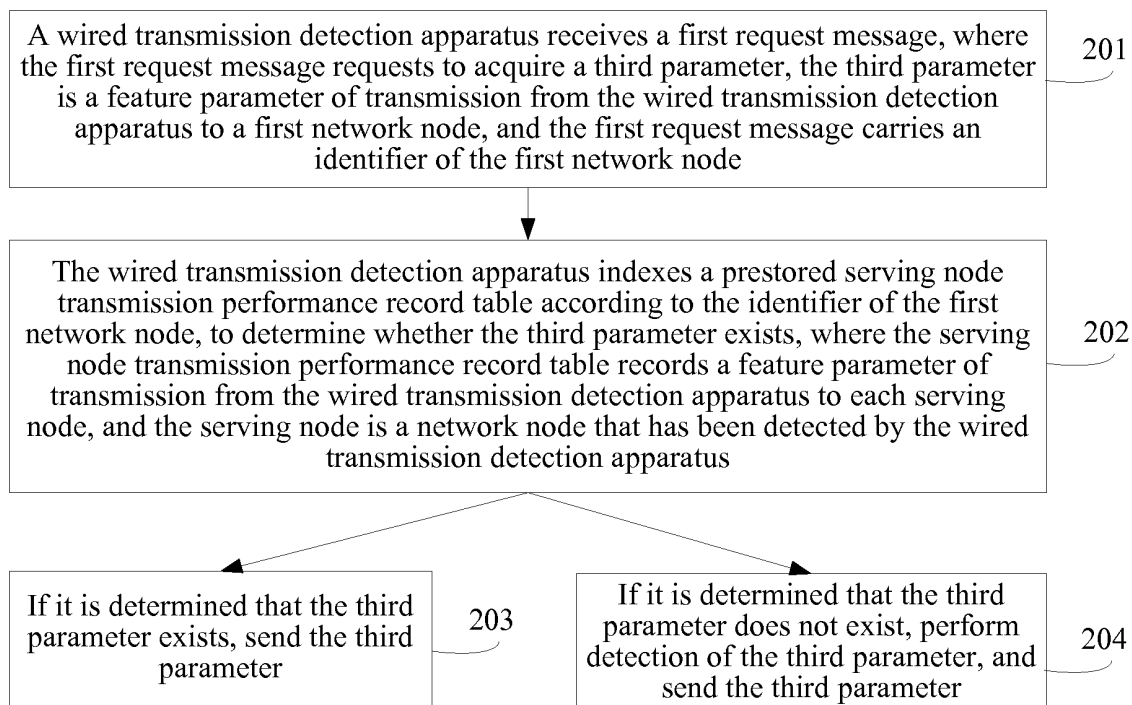 A wired transmission detection apparatus receives a first request message, where
the first request message requests to acquire a third parameter, the third parameter
is a feature parameter of transmission from the wired transmission detection
apparatus to a first network node, and the first request message carries an
identifier of the first network node
201
The wired transmission detection apparatus indexes a prestored serving node
transmission performance record table according to the identifier of the first
network node, to determine whether the third parameter exists, where the serving
node transmission performance record table records a feature parameter of
transmission from the wired transmission detection apparatus to each serving
node, and the serving node is a network node that has been detected by the wired
transmission detection apparatus
202
If it is determined that the third
parameter exists, send the third
parameter
203
If it is determined that the third
parameter does not exist, perform
detection of the third parameter, and
send the third parameter
204